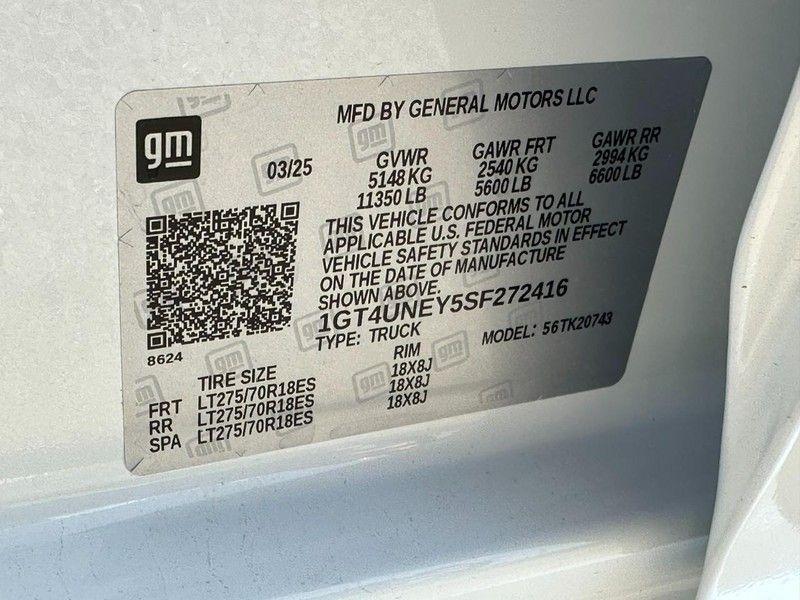 MFD BY GENERAL MOTORS LLC
gm
03/25
GVWR GAWR FRT GAWR RR
5148 KG 2540 KG 2994 KG
11350 LB 5600 LB 6600 LB
THIS VEHICLE CONFORMS TO ALL
APPLICABLE U.S. FEDERAL MOTOR
VEHICLE SAFETY STANDARDS IN EFFECT
ON THE DATE OF MANUFACTURE
SHOWN ABOVE.
1GT4UNEY5SF272416
TYPE: TRUCK MODEL: 56TK20743
8624
TIRE SIZE RIM
FRT LT275/70R18ES 18X8J
RR LT275/70R18ES 18X8J
SPA LT275/70R18ES 18X8J